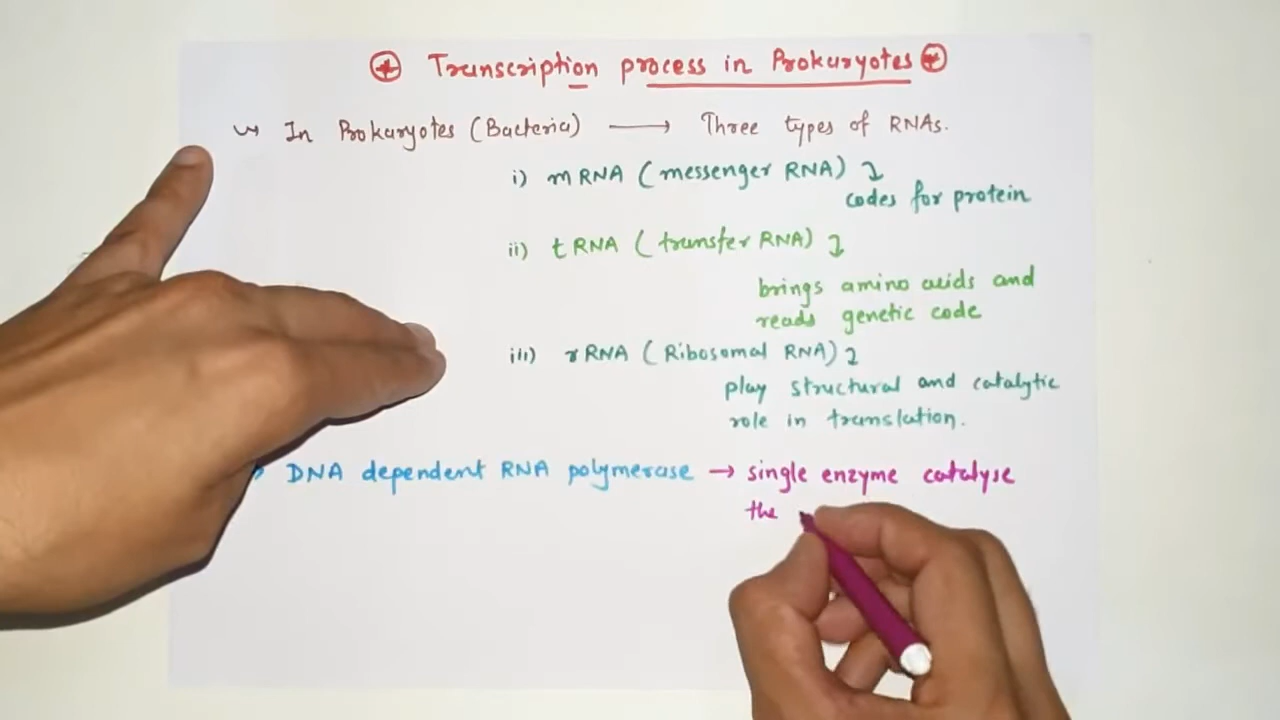 Transcription process in Prokaryotes
In Prokaryotes (Bacteria) → Three types of RNAs.
i) mRNA (messenger RNA)
codes for protein
ii) tRNA (transfer RNA)
brings amino acids and
reads genetic code
iii) rRNA (Ribosomal RNA)
play structural and catalytic
role in translation.
DNA dependent RNA polymerase → single enzyme catalyse
the